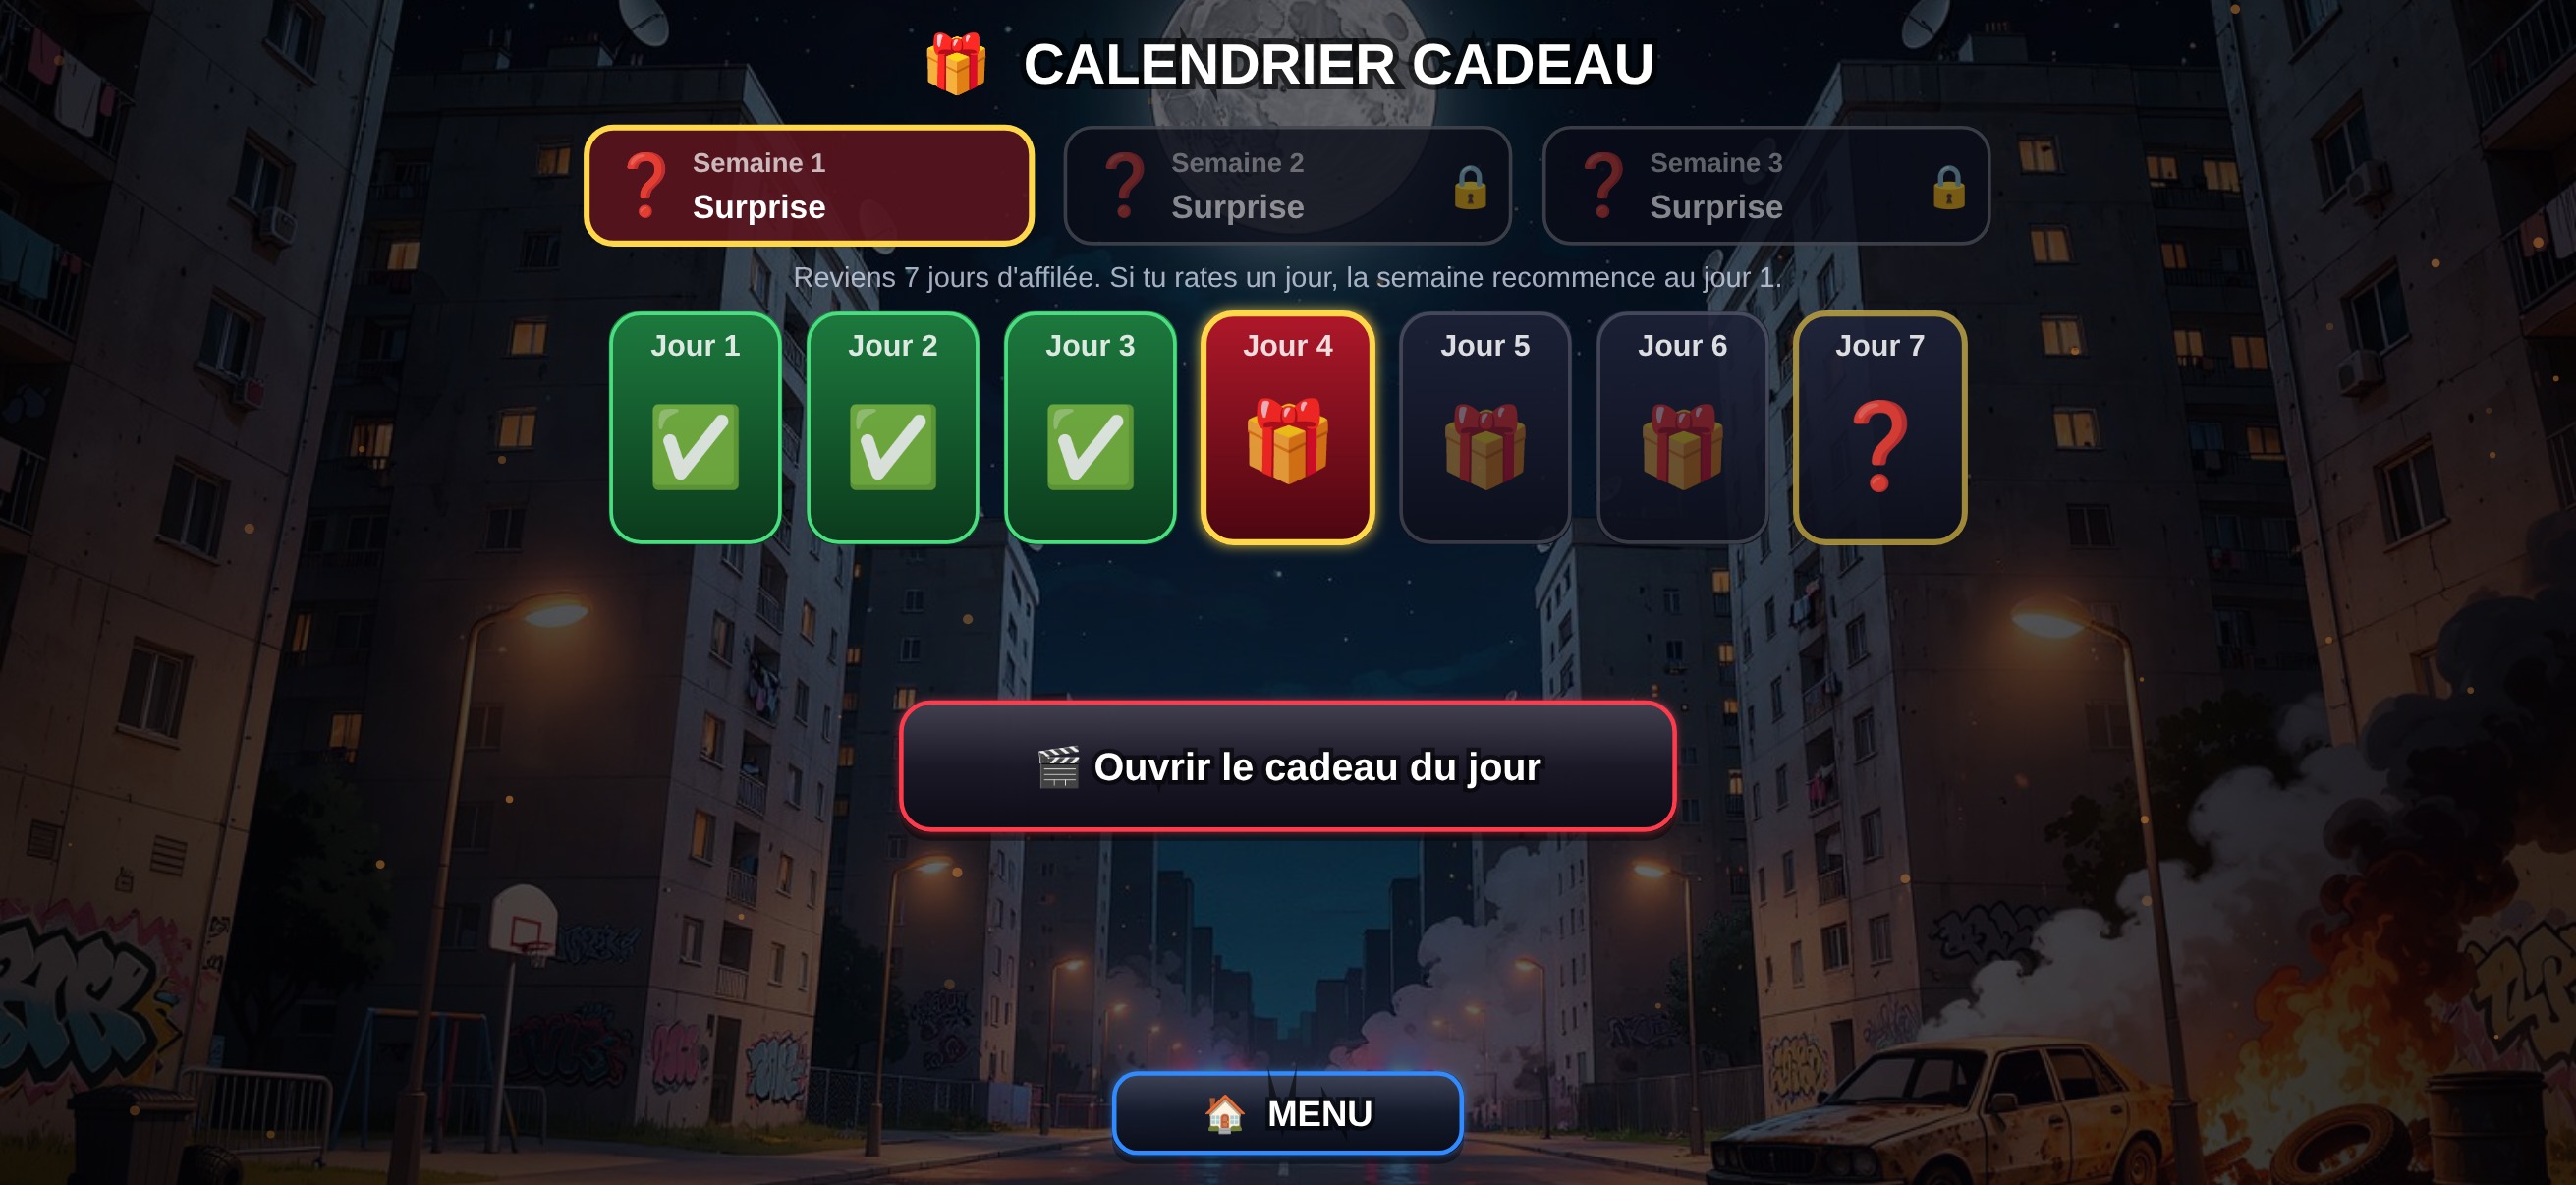 CALENDRIER CADEAU
Semaine 1
Surprise
Semaine 2
Surprise
Semaine 3
Surprise
Reviens 7 jours d'affilée. Si tu rates un jour, la semaine recommence au jour 1.
Jour 1
Jour 2
Jour 3
Jour 4
Jour 5
Jour 6
Jour 7
Ouvrir le cadeau du jour
MENU